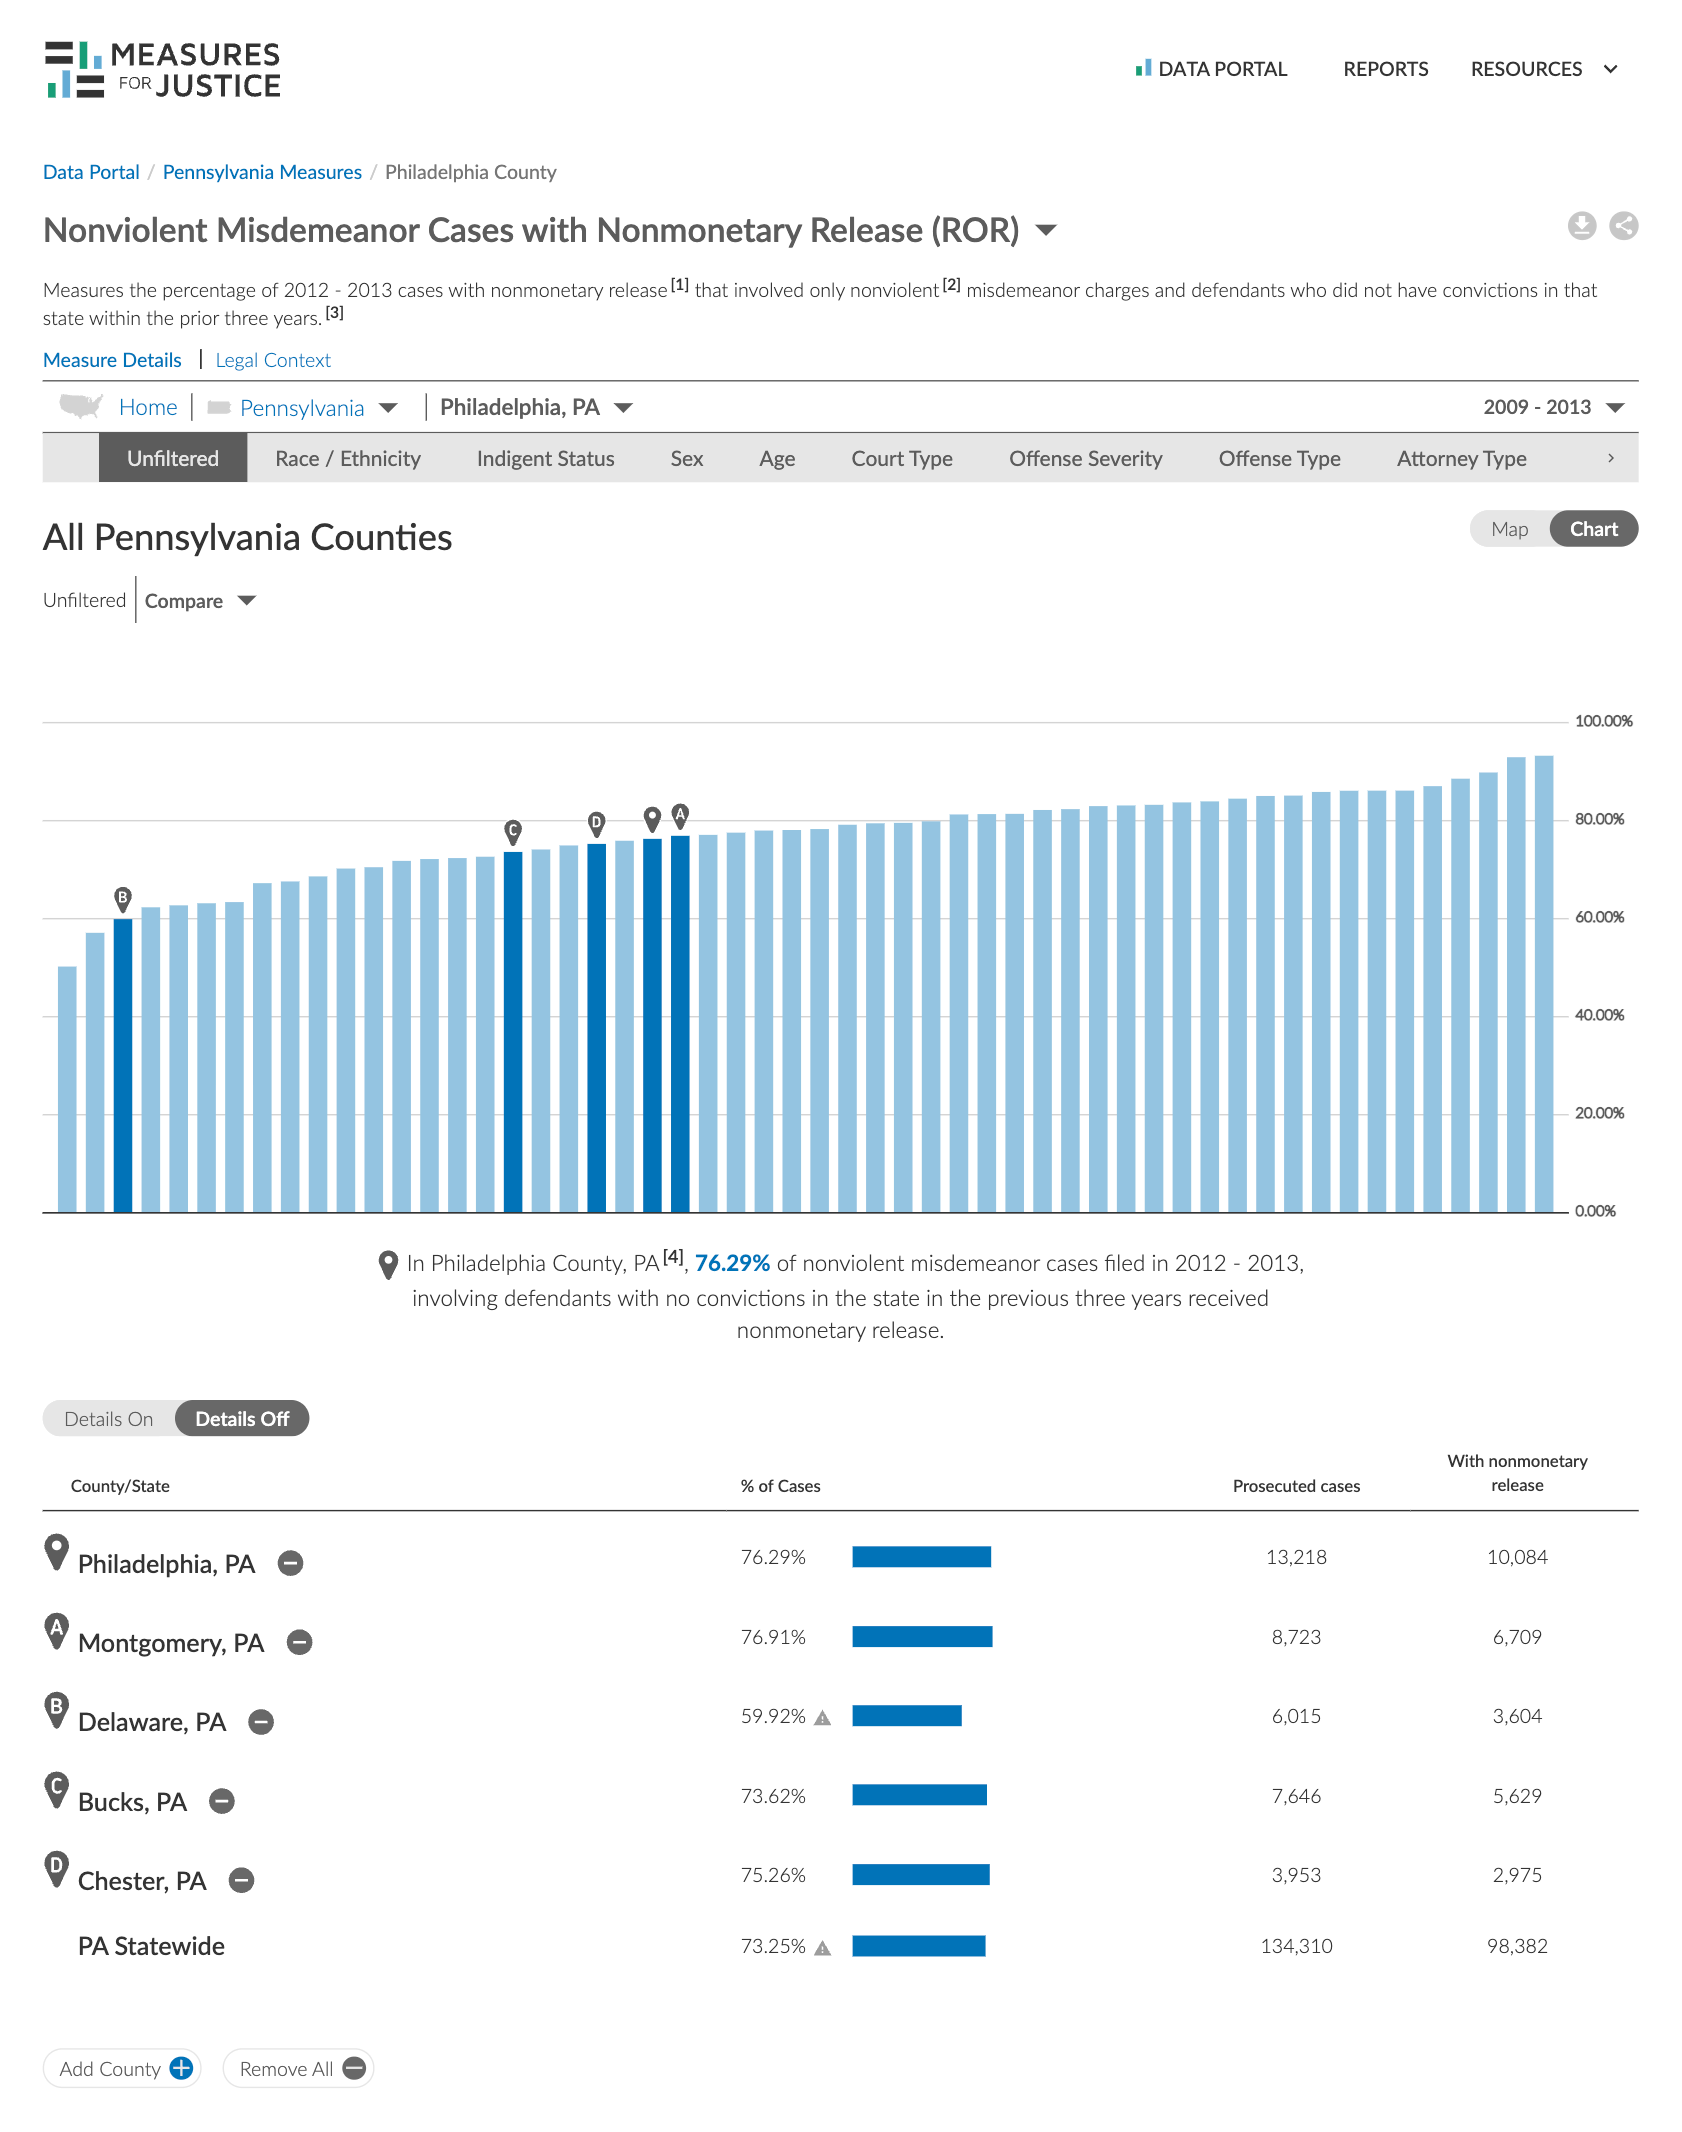 MEASURES
FOR JUSTICE
DATA PORTAL REPORTS RESOURCES
Data Portal / Pennsylvania Measures / Philadelphia County
Nonviolent Misdemeanor Cases with Nonmonetary Release (ROR)
Measures the percentage of 2012 - 2013 cases with nonmonetary release [1] that involved only nonviolent [2] misdemeanor charges and defendants who did not have convictions in that
state within the prior three years. [3]
Measure Details | Legal Context
Home | Pennsylvania | Philadelphia, PA 2009 - 2013
Unfiltered Race / Ethnicity Indigent Status Sex Age Court Type Offense Severity Offense Type Attorney Type >
All Pennsylvania Counties
Map Chart
Unfiltered | Compare
100.00%
A
D
C
80.00%
B
60.00%
40.00%
20.00%
0.00%
In Philadelphia County, PA [4], 76.29% of nonviolent misdemeanor cases filed in 2012 - 2013,
involving defendants with no convictions in the state in the previous three years received
nonmonetary release.
Details On Details Off
County/State % of Cases Prosecuted cases With nonmonetary
release
Philadelphia, PA 76.29% 13,218 10,084
A Montgomery, PA 76.91% 8,723 6,709
B Delaware, PA 59.92% 6,015 3,604
C Bucks, PA 73.62% 7,646 5,629
D Chester, PA 75.26% 3,953 2,975
PA Statewide 73.25% 134,310 98,382
Add County + Remove All −